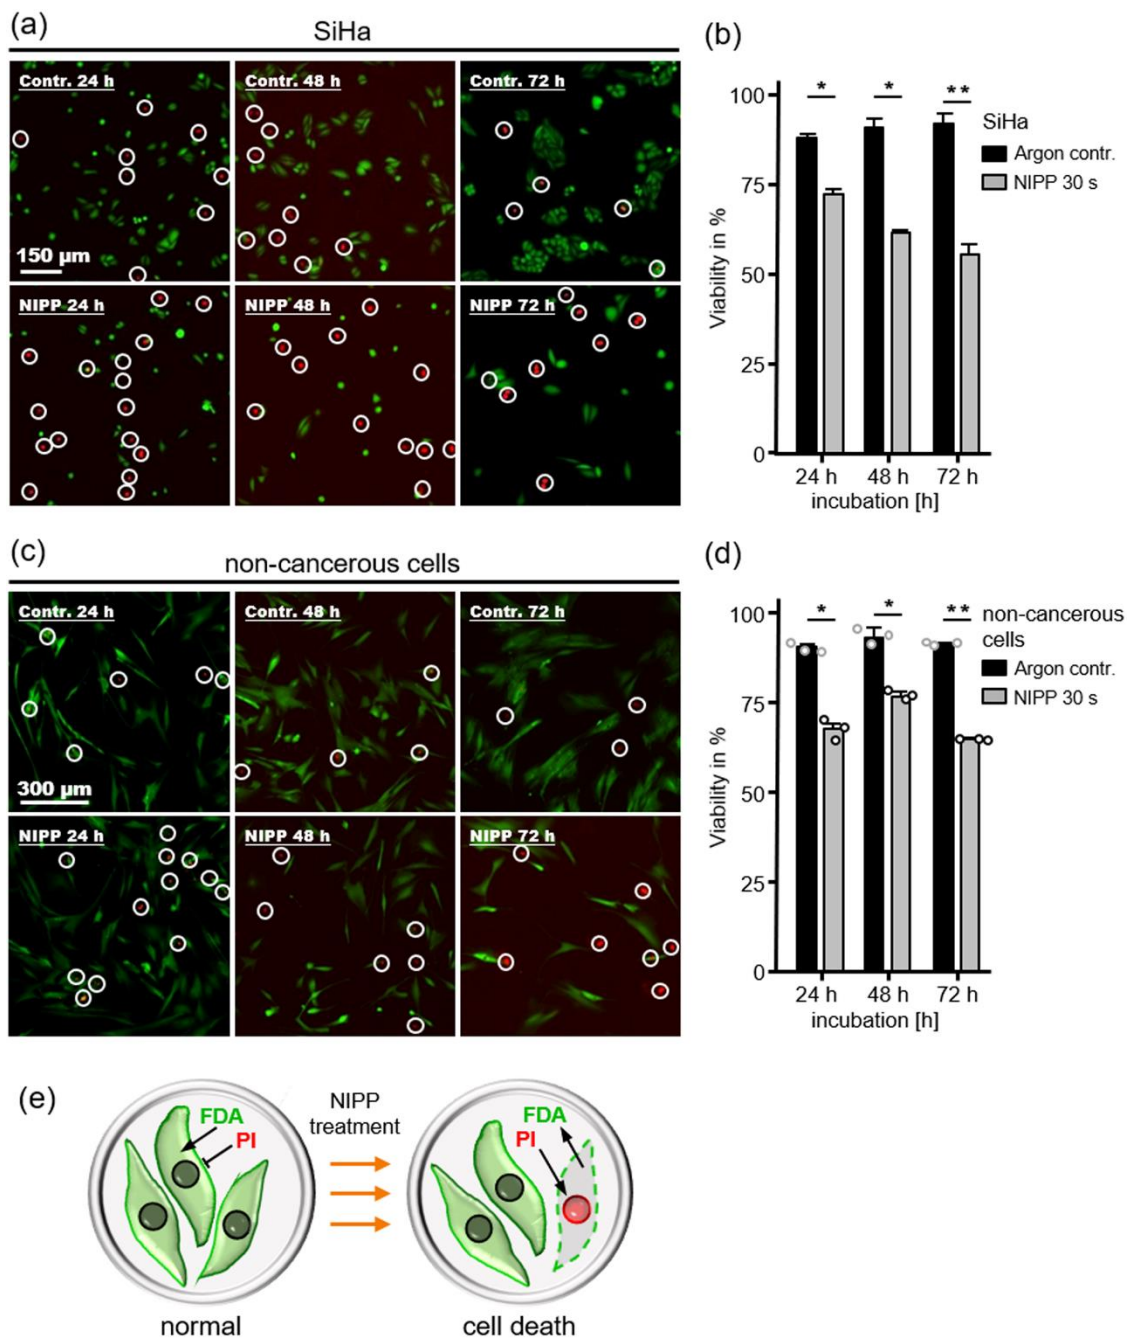 (a)
SiHa
Contr. 24 h
Contr. 48 h
Contr. 72 h
150 µm
NIPP 24 h
NIPP 48 h
NIPP 72 h
(b)
100
75
50
25
0
Viability in %
*
*
**
SiHa
Argon contr.
NIPP 30 s
24 h
48 h
72 h
incubation [h]
(c)
non-cancerous cells
Contr. 24 h
Contr. 48 h
Contr. 72 h
300 µm
NIPP 24 h
NIPP 48 h
NIPP 72 h
(d)
100
75
50
25
0
Viability in %
*
*
**
non-cancerous
cells
Argon contr.
NIPP 30 s
24 h
48 h
72 h
incubation [h]
(e)
FDA
PI
NIPP
treatment
FDA
PI
normal
cell death